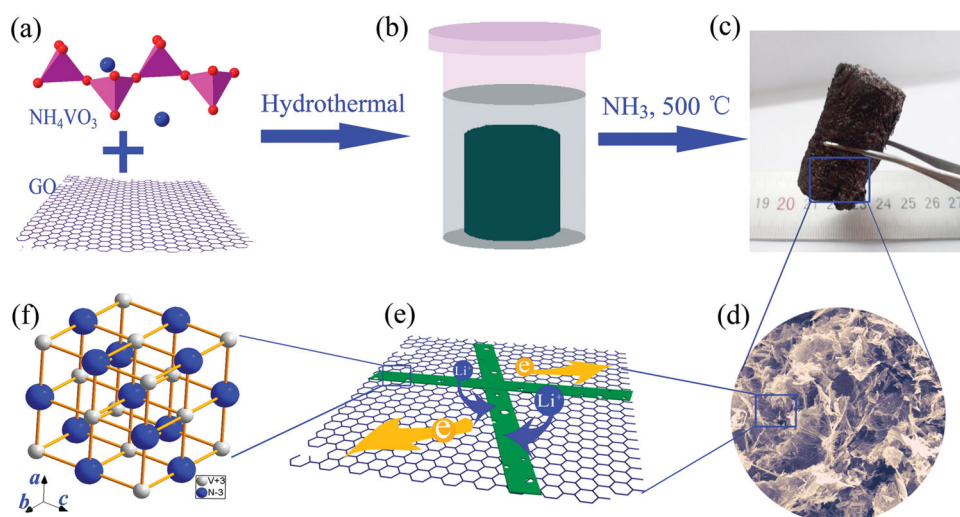 (a)
NH₄VO₃
GO
Hydrothermal
(b)
NH₃, 500 ℃
(c)
19 20 21 22 23 24 25 26 27
(f)
a
b
c
V+3
N-3
(e)
Li
e
Li
e
(d)